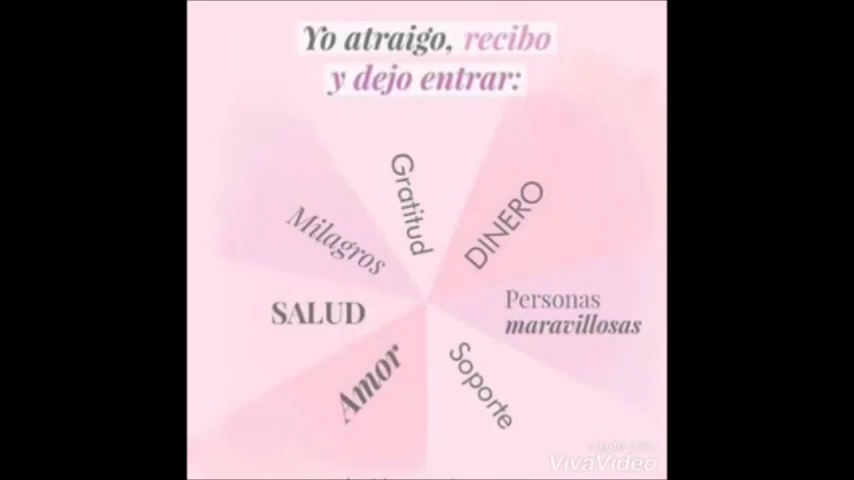 Yo atraigo, recibo
y dejo entrar:
Gratitud
DINERO
Milagros
Personas
maravillosas
SALUD
Amor
Soporte
VivaVideo